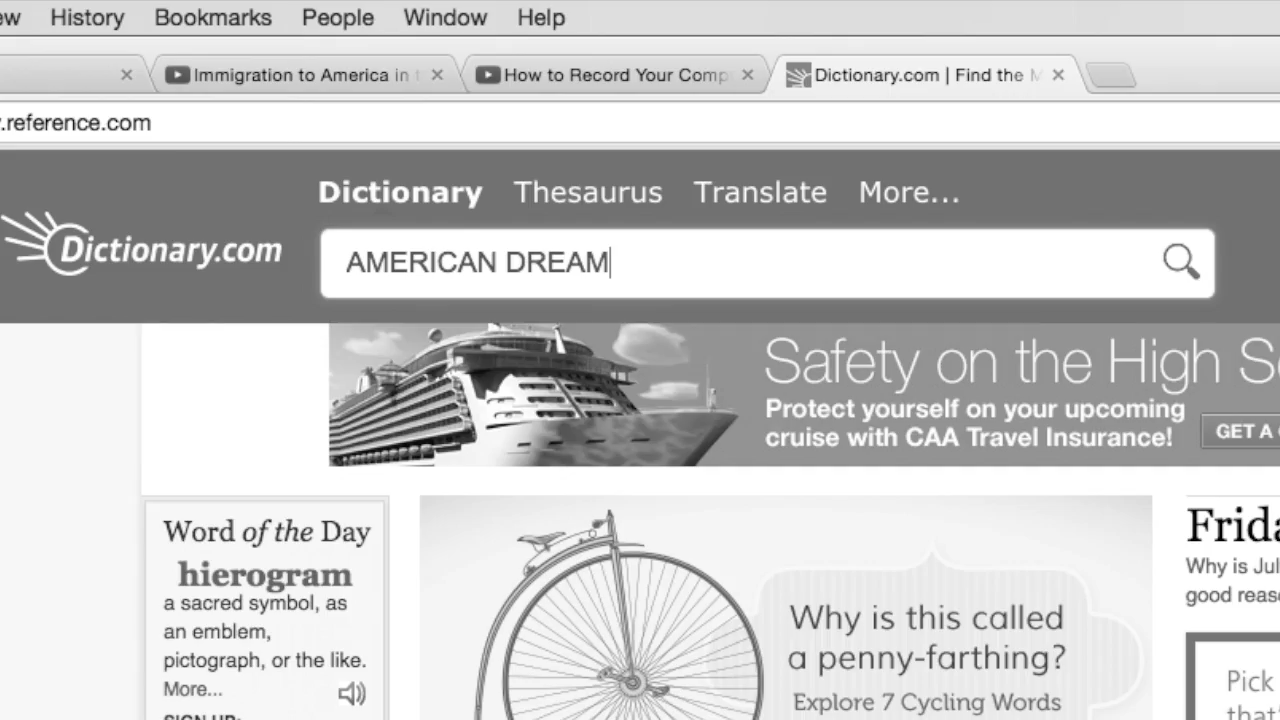 History Bookmarks People Window Help
Immigration to America in
How to Record Your Comp
Dictionary.com | Find the M
.reference.com
Dictionary Thesaurus Translate More...
Dictionary.com
AMERICAN DREAM
Safety on the High S
Protect yourself on your upcoming
cruise with CAA Travel Insurance!
GET A
Word of the Day
hierogram
a sacred symbol, as
an emblem,
pictograph, or the like.
More...
SIGN UP:
Why is this called
a penny-farthing?
Explore 7 Cycling Words
Frida
Why is Jul
good reas
Pick
that'